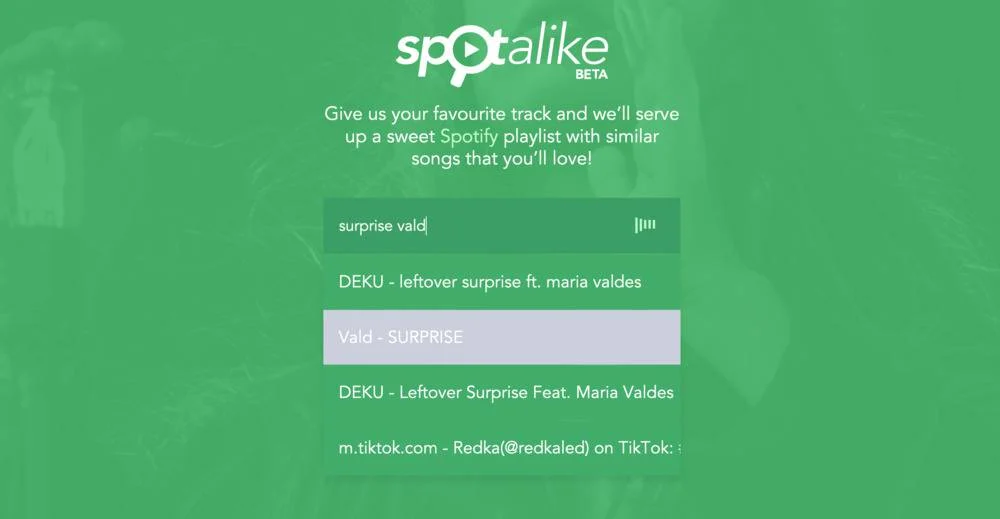 spotalike
BETA
Give us your favourite track and we'll serve
up a sweet Spotify playlist with similar
songs that you'll love!
surprise vald
DEKU - leftover surprise ft. maria valdes
Vald - SURPRISE
DEKU - Leftover Surprise Feat. Maria Valdes
m.tiktok.com - Redka(@redkaled) on TikTok: